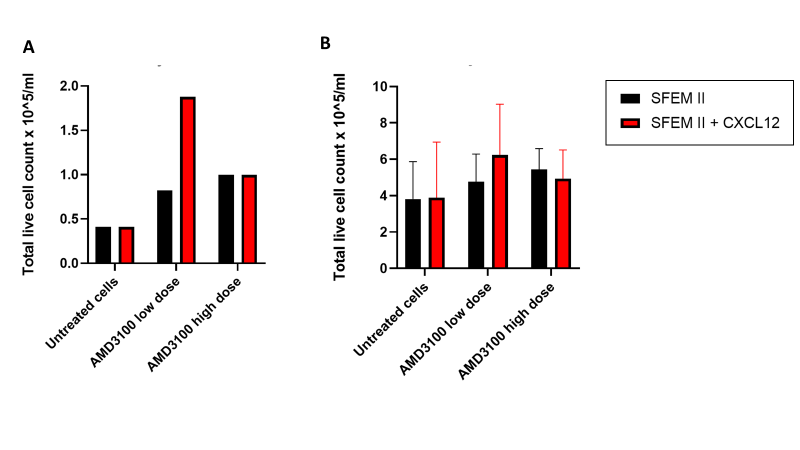 A
Total live cell count x 10^5/ml
2.0
1.5
1.0
0.5
0.0
Untreated cells
AMD3100 low dose
AMD3100 high dose
B
Total live cell count x 10^5/ml
10
8
6
4
2
0
Untreated cells
AMD3100 low dose
AMD3100 high dose
SFEM II
SFEM II + CXCL12